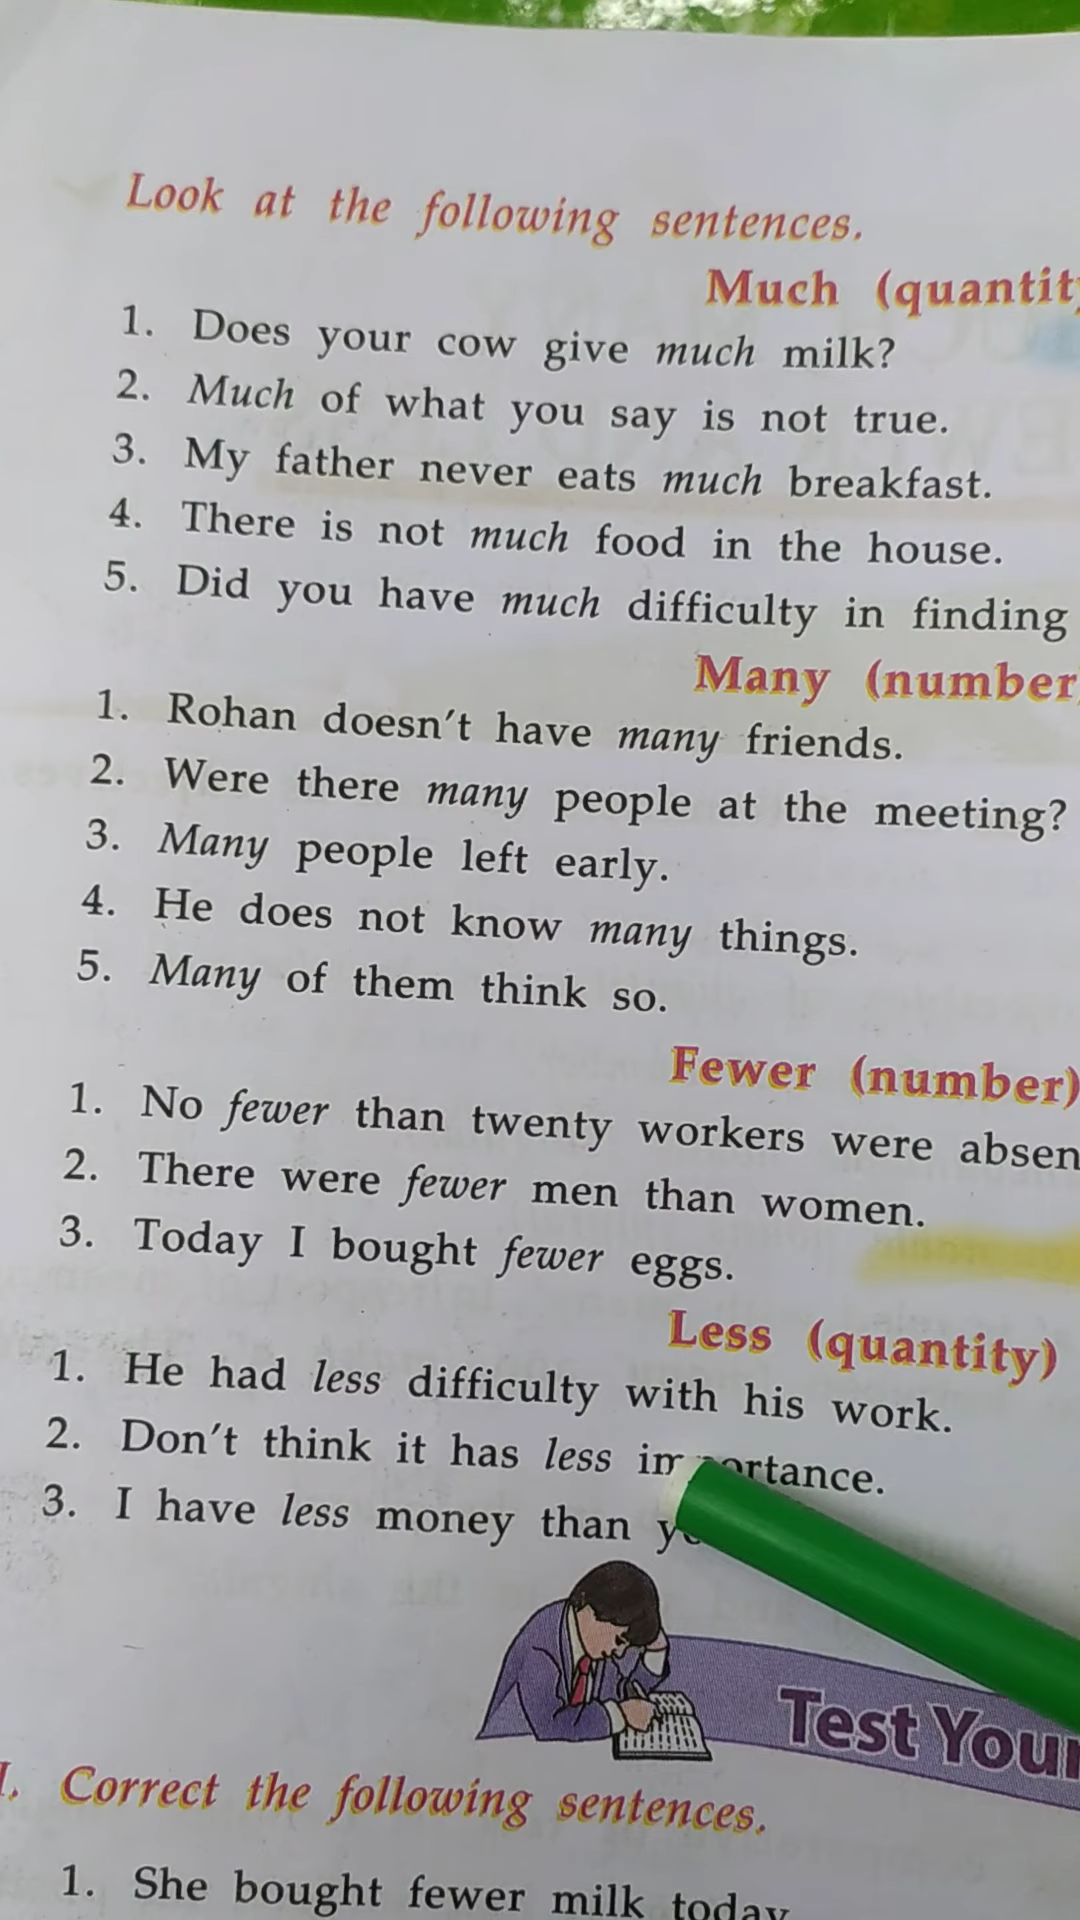 Look at the following sentences.
Much (quantit
1. Does your cow give much milk?
2. Much of what you say is not true.
3. My father never eats much breakfast.
4. There is not much food in the house.
5. Did you have much difficulty in finding
Many (number
1. Rohan doesn't have many friends.
2. Were there many people at the meeting?
3. Many people left early.
4. He does not know many things.
5. Many of them think so.
Fewer (number)
1. No fewer than twenty workers were absen
2. There were fewer men than women.
3. Today I bought fewer eggs.
Less (quantity)
1. He had less difficulty with his work.
2. Don't think it has less importance.
3. I have less money than
Test Your
I. Correct the following sentences.
1. She bought fewer milk today